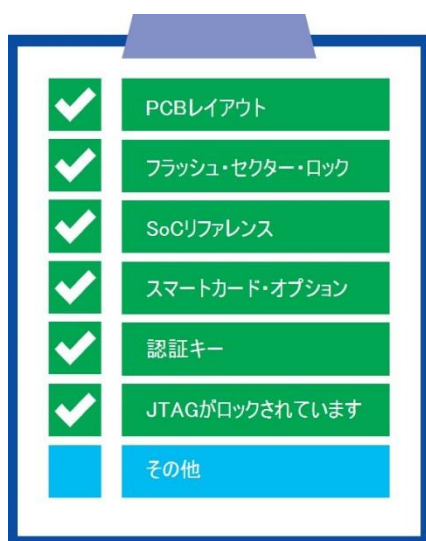 PCBレイアウト
フラッシュ・セクター・ロック
SoCリファレンス
スマートカード・オプション
認証キー
JTAGがロックされています
その他